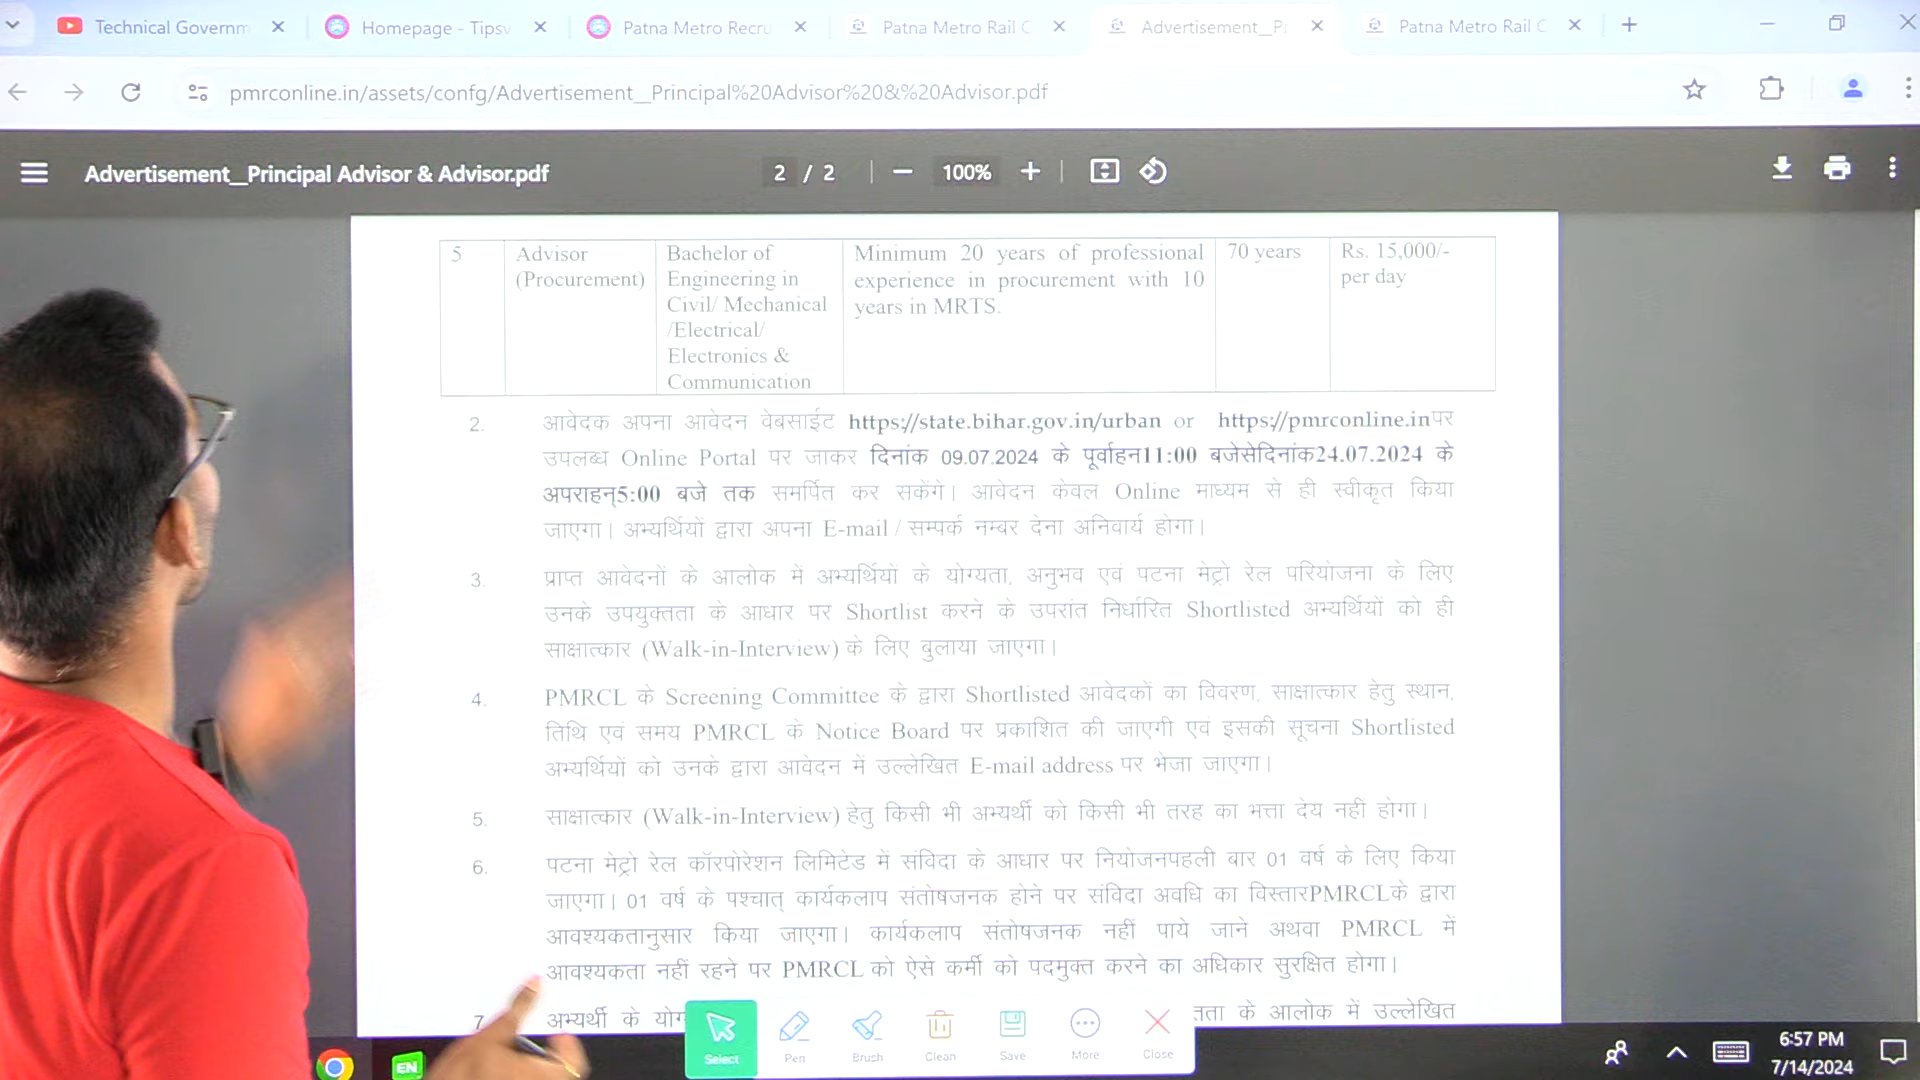 Technical Governm
Homepage - Tipsv
Patna Metro Recru
Patna Metro Rail C
Advertisement__P
Patna Metro Rail C
pmrconline.in/assets/confg/Advertisement__Principal%20Advisor%20&%20Advisor.pdf
Advertisement__Principal Advisor & Advisor.pdf
2 / 2
100%
5 Advisor (Procurement)
Bachelor of
Engineering in
Civil/ Mechanical
/Electrical/
Electronics &
Communication
Minimum 20 years of professional
experience in procurement with 10
years in MRTS.
70 years
Rs. 15,000/-
per day
2. आवेदक अपना आवेदन वेबसाईट https://state.bihar.gov.in/urban or https://pmrconline.inपर
उपलब्ध Online Portal पर जाकर दिनांक 09.07.2024 के पूर्वाहन11:00 बजेसेदिनांक24.07.2024 के
अपराहन्5:00 बजे तक समर्पित कर सकेंगे। आवेदन केवल Online माध्यम से ही स्वीकृत किया
जाएगा। अभ्यर्थियों द्वारा अपना E-mail / सम्पर्क नम्बर देना अनिवार्य होगा।
3. प्राप्त आवेदनों के आलोक में अभ्यर्थियों के योग्यता, अनुभव एवं पटना मेट्रो रेल परियोजना के लिए
उनके उपयुक्तता के आधार पर Shortlist करने के उपरांत निर्धारित Shortlisted अभ्यर्थियों को ही
साक्षात्कार (Walk-in-Interview) के लिए बुलाया जाएगा।
4. PMRCL के Screening Committee के द्वारा Shortlisted आवेदकों का विवरण, साक्षात्कार हेतु स्थान,
तिथि एवं समय PMRCL के Notice Board पर प्रकाशित की जाएगी एवं इसकी सूचना Shortlisted
अभ्यर्थियों को उनके द्वारा आवेदन में उल्लेखित E-mail address पर भेजा जाएगा।
5. साक्षात्कार (Walk-in-Interview) हेतु किसी भी अभ्यर्थी को किसी भी तरह का भत्ता देय नहीं होगा।
6. पटना मेट्रो रेल कॉरपोरेशन लिमिटेड में संविदा के आधार पर नियोजनपहली बार 01 वर्ष के लिए किया
जाएगा। 01 वर्ष के पश्चात् कार्यकलाप संतोषजनक होने पर संविदा अवधि का विस्तारPMRCLके द्वारा
आवश्यकतानुसार किया जाएगा। कार्यकलाप संतोषजनक नहीं पाये जाने अथवा PMRCL में
आवश्यकता नहीं रहने पर PMRCL को ऐसे कर्मी को पदमुक्त करने का अधिकार सुरक्षित होगा।
7. अभ्यर्थी के के आलोक में उल्लेखित
Select
Pen
Brush
Clean
Save
More
Close
EN
6:57 PM
7/14/2024